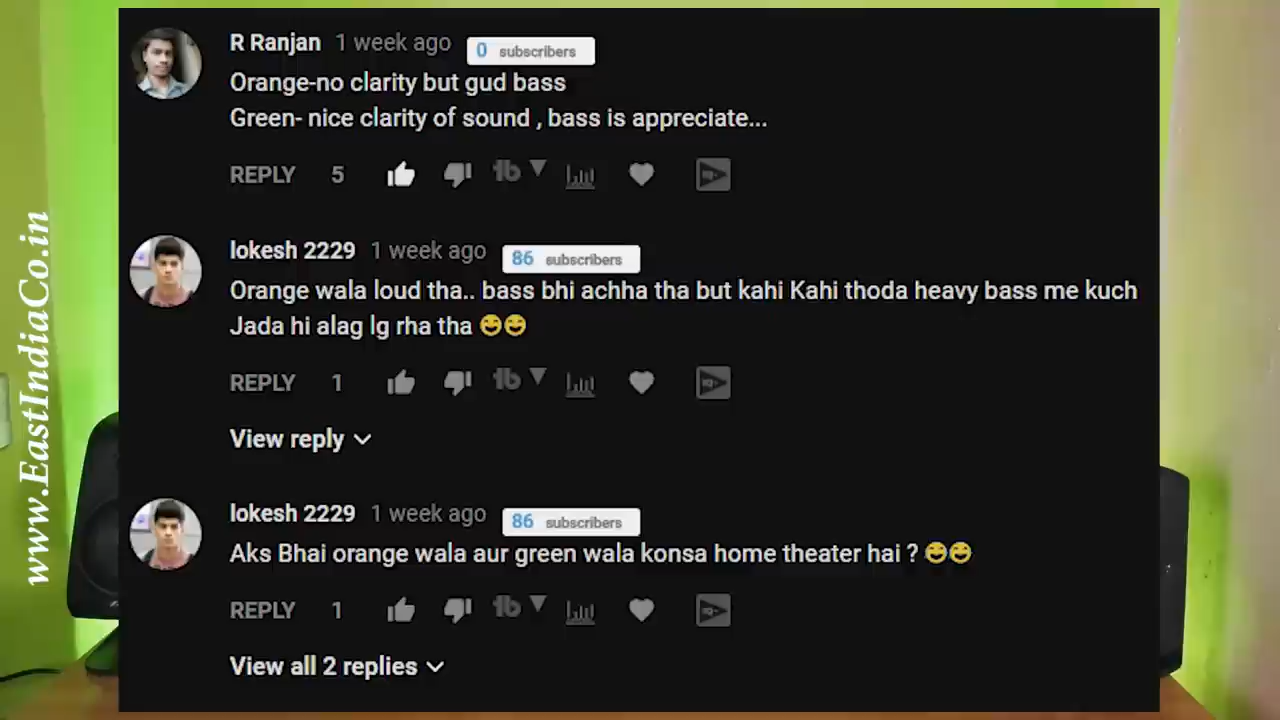 R Ranjan 1 week ago 0 subscribers
Orange-no clarity but gud bass
Green- nice clarity of sound , bass is appreciate...
REPLY 5
lokesh 2229 1 week ago 86 subscribers
Orange wala loud tha.. bass bhi achha tha but kahi Kahi thoda heavy bass me kuch
Jada hi alag lg rha tha 😄😄
REPLY 1
View reply
lokesh 2229 1 week ago 86 subscribers
Aks Bhai orange wala aur green wala konsa home theater hai ? 😄😄
REPLY 1
View all 2 replies
www.EastIndiaCo.in